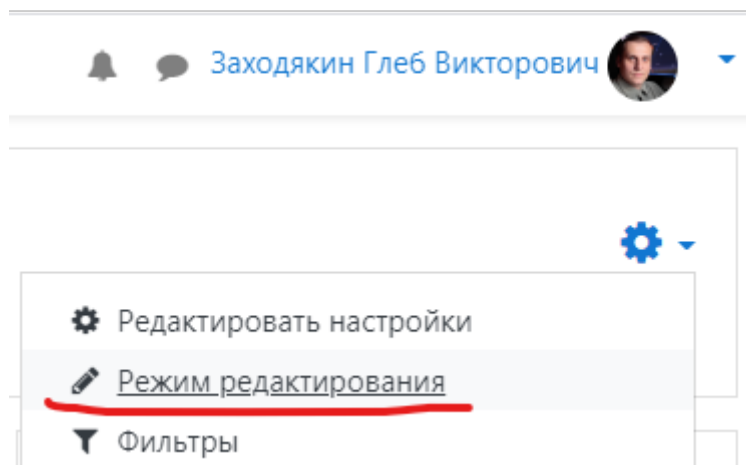 Заходякин Глеб Викторович
Редактировать настройки
Режим редактирования
Фильтры